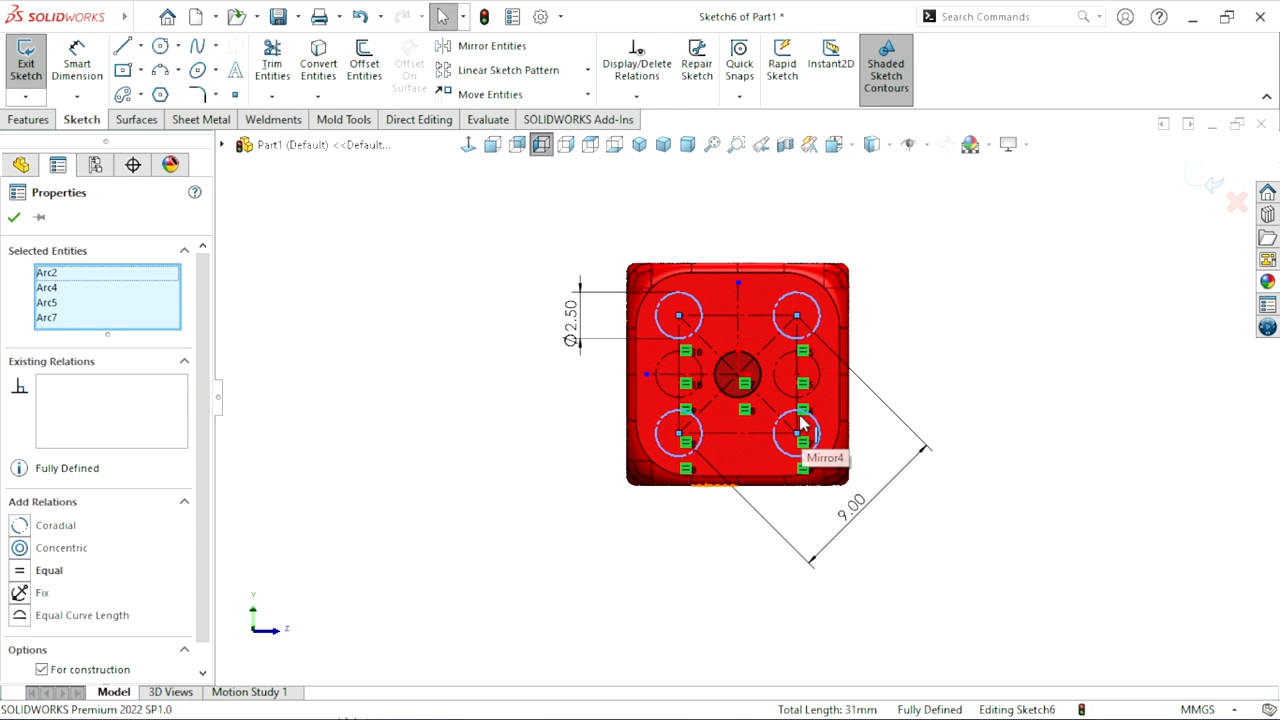 SOLIDWORKS
Sketch6 of Part1 *
Search Commands
Exit Sketch
Smart Dimension
Trim Entities
Convert Entities
Offset Entities
Offset On Surface
Mirror Entities
Linear Sketch Pattern
Move Entities
Display/Delete Relations
Repair Sketch
Quick Snaps
Rapid Sketch
Instant2D
Shaded Sketch Contours
Features Sketch Surfaces Sheet Metal Weldments Mold Tools Direct Editing Evaluate SOLIDWORKS Add-Ins
Part1 (Default) <<Default...
Properties
Selected Entities
Arc2
Arc4
Arc5
Arc7
Existing Relations
Fully Defined
Add Relations
Coradial
Concentric
Equal
Fix
Equal Curve Length
Options
For construction
∅2.50
9.00
Mirror4
Y
Z
Model 3D Views Motion Study 1
SOLIDWORKS Premium 2022 SP1.0 Total Length: 31mm Fully Defined Editing Sketch6 MMGS